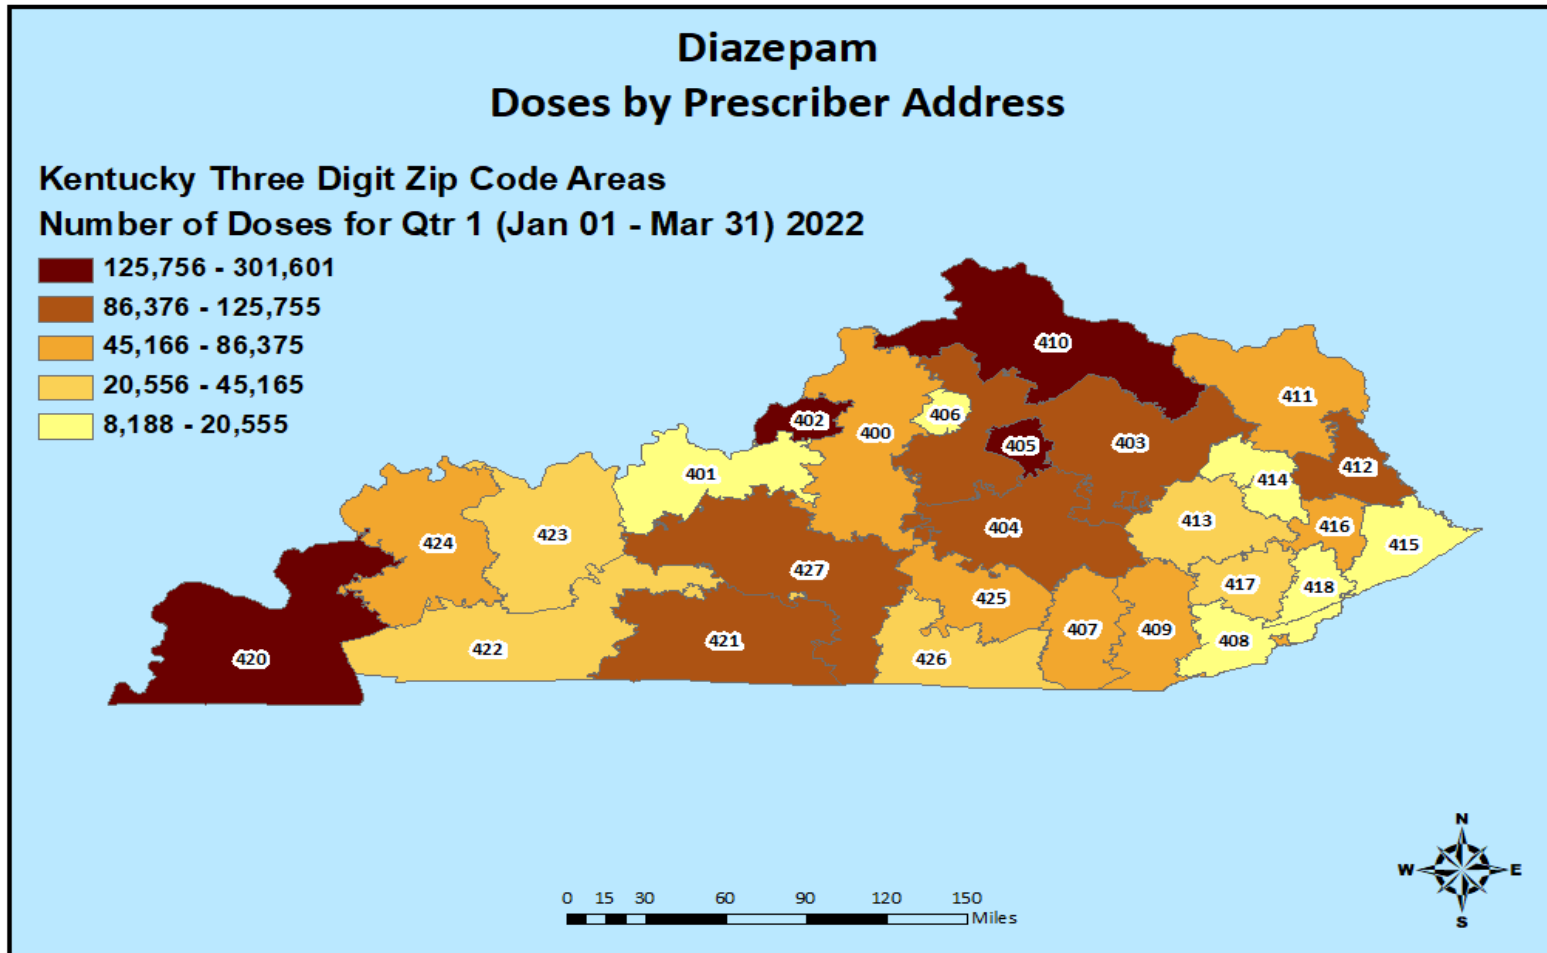 Diazepam
Doses by Prescriber Address
Kentucky Three Digit Zip Code Areas
Number of Doses for Qtr 1 (Jan 01 - Mar 31) 2022
125,756 - 301,601
86,376 - 125,755
45,166 - 86,375
20,556 - 45,165
8,188 - 20,555
410
411
406
402
400
405
403
412
401
414
413
416
404
423
424
415
427
417
418
425
407
409
408
421
422
426
420
N
W E
S
0 15 30 60 90 120 150
Miles